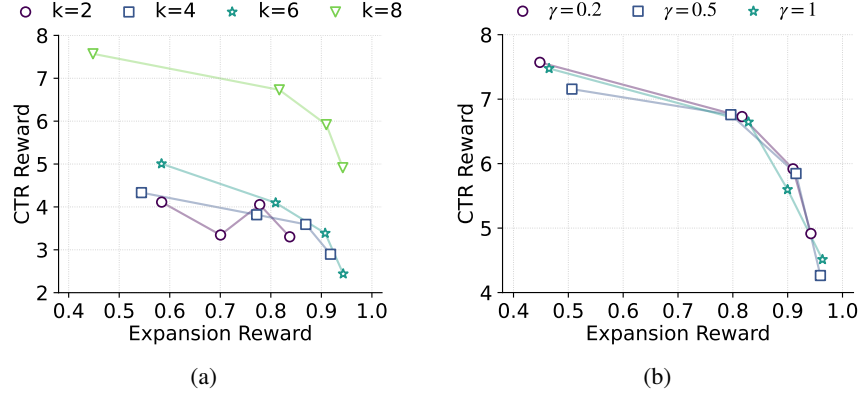 k=2 k=4 k=6 k=8
8
7
6
5
4
3
2
CTR Reward
0.4 0.5 0.6 0.7 0.8 0.9 1.0
Expansion Reward
(a)
γ = 0.2 γ = 0.5 γ = 1
8
7
6
5
4
CTR Reward
0.4 0.5 0.6 0.7 0.8 0.9 1.0
Expansion Reward
(b)